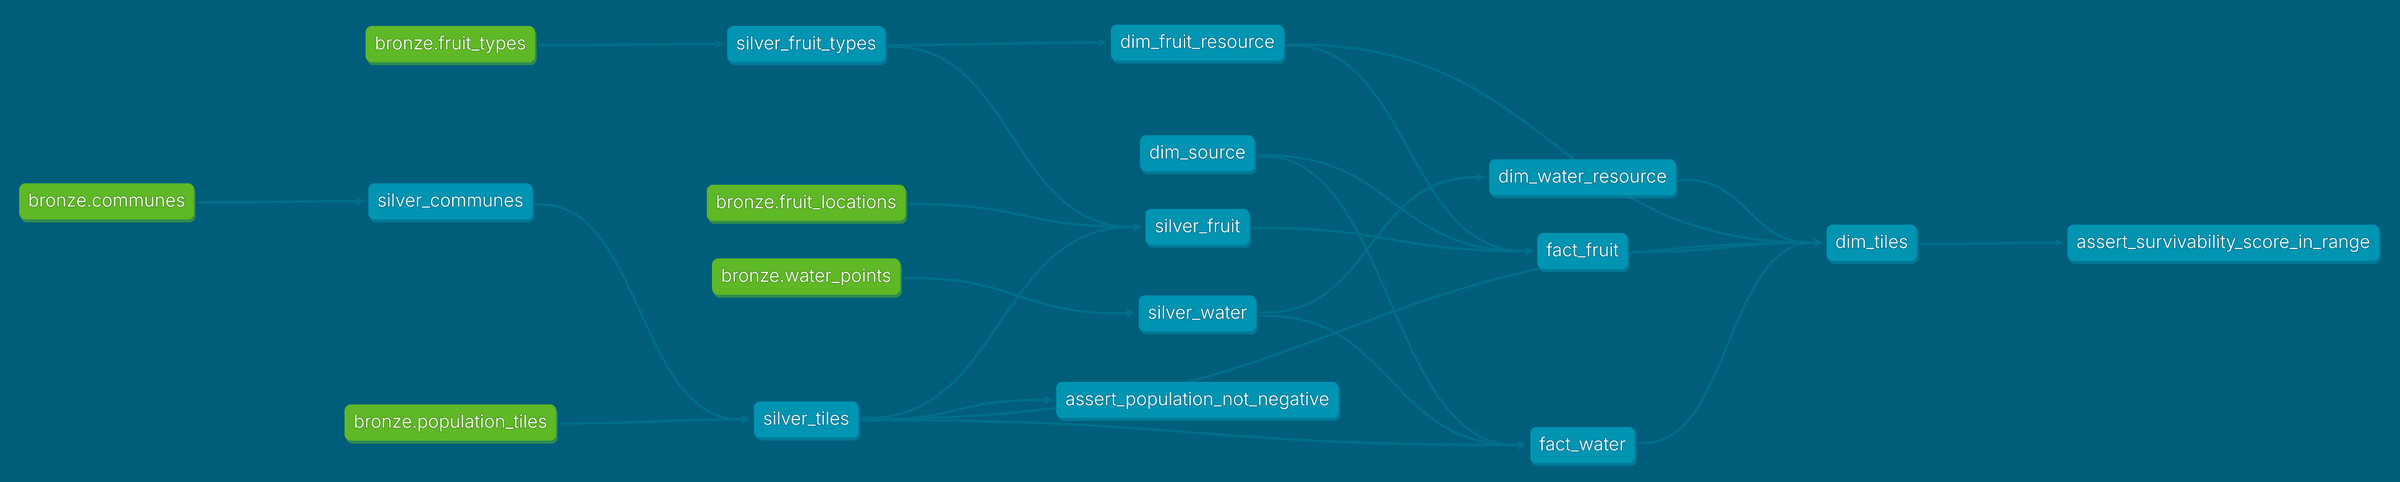 bronze.fruit_types
silver_fruit_types
dim_fruit_resource
dim_source
bronze.communes
silver_communes
bronze.fruit_locations
silver_fruit
dim_water_resource
fact_fruit
dim_tiles
assert_survivability_score_in_range
bronze.water_points
silver_water
bronze.population_tiles
silver_tiles
assert_population_not_negative
fact_water